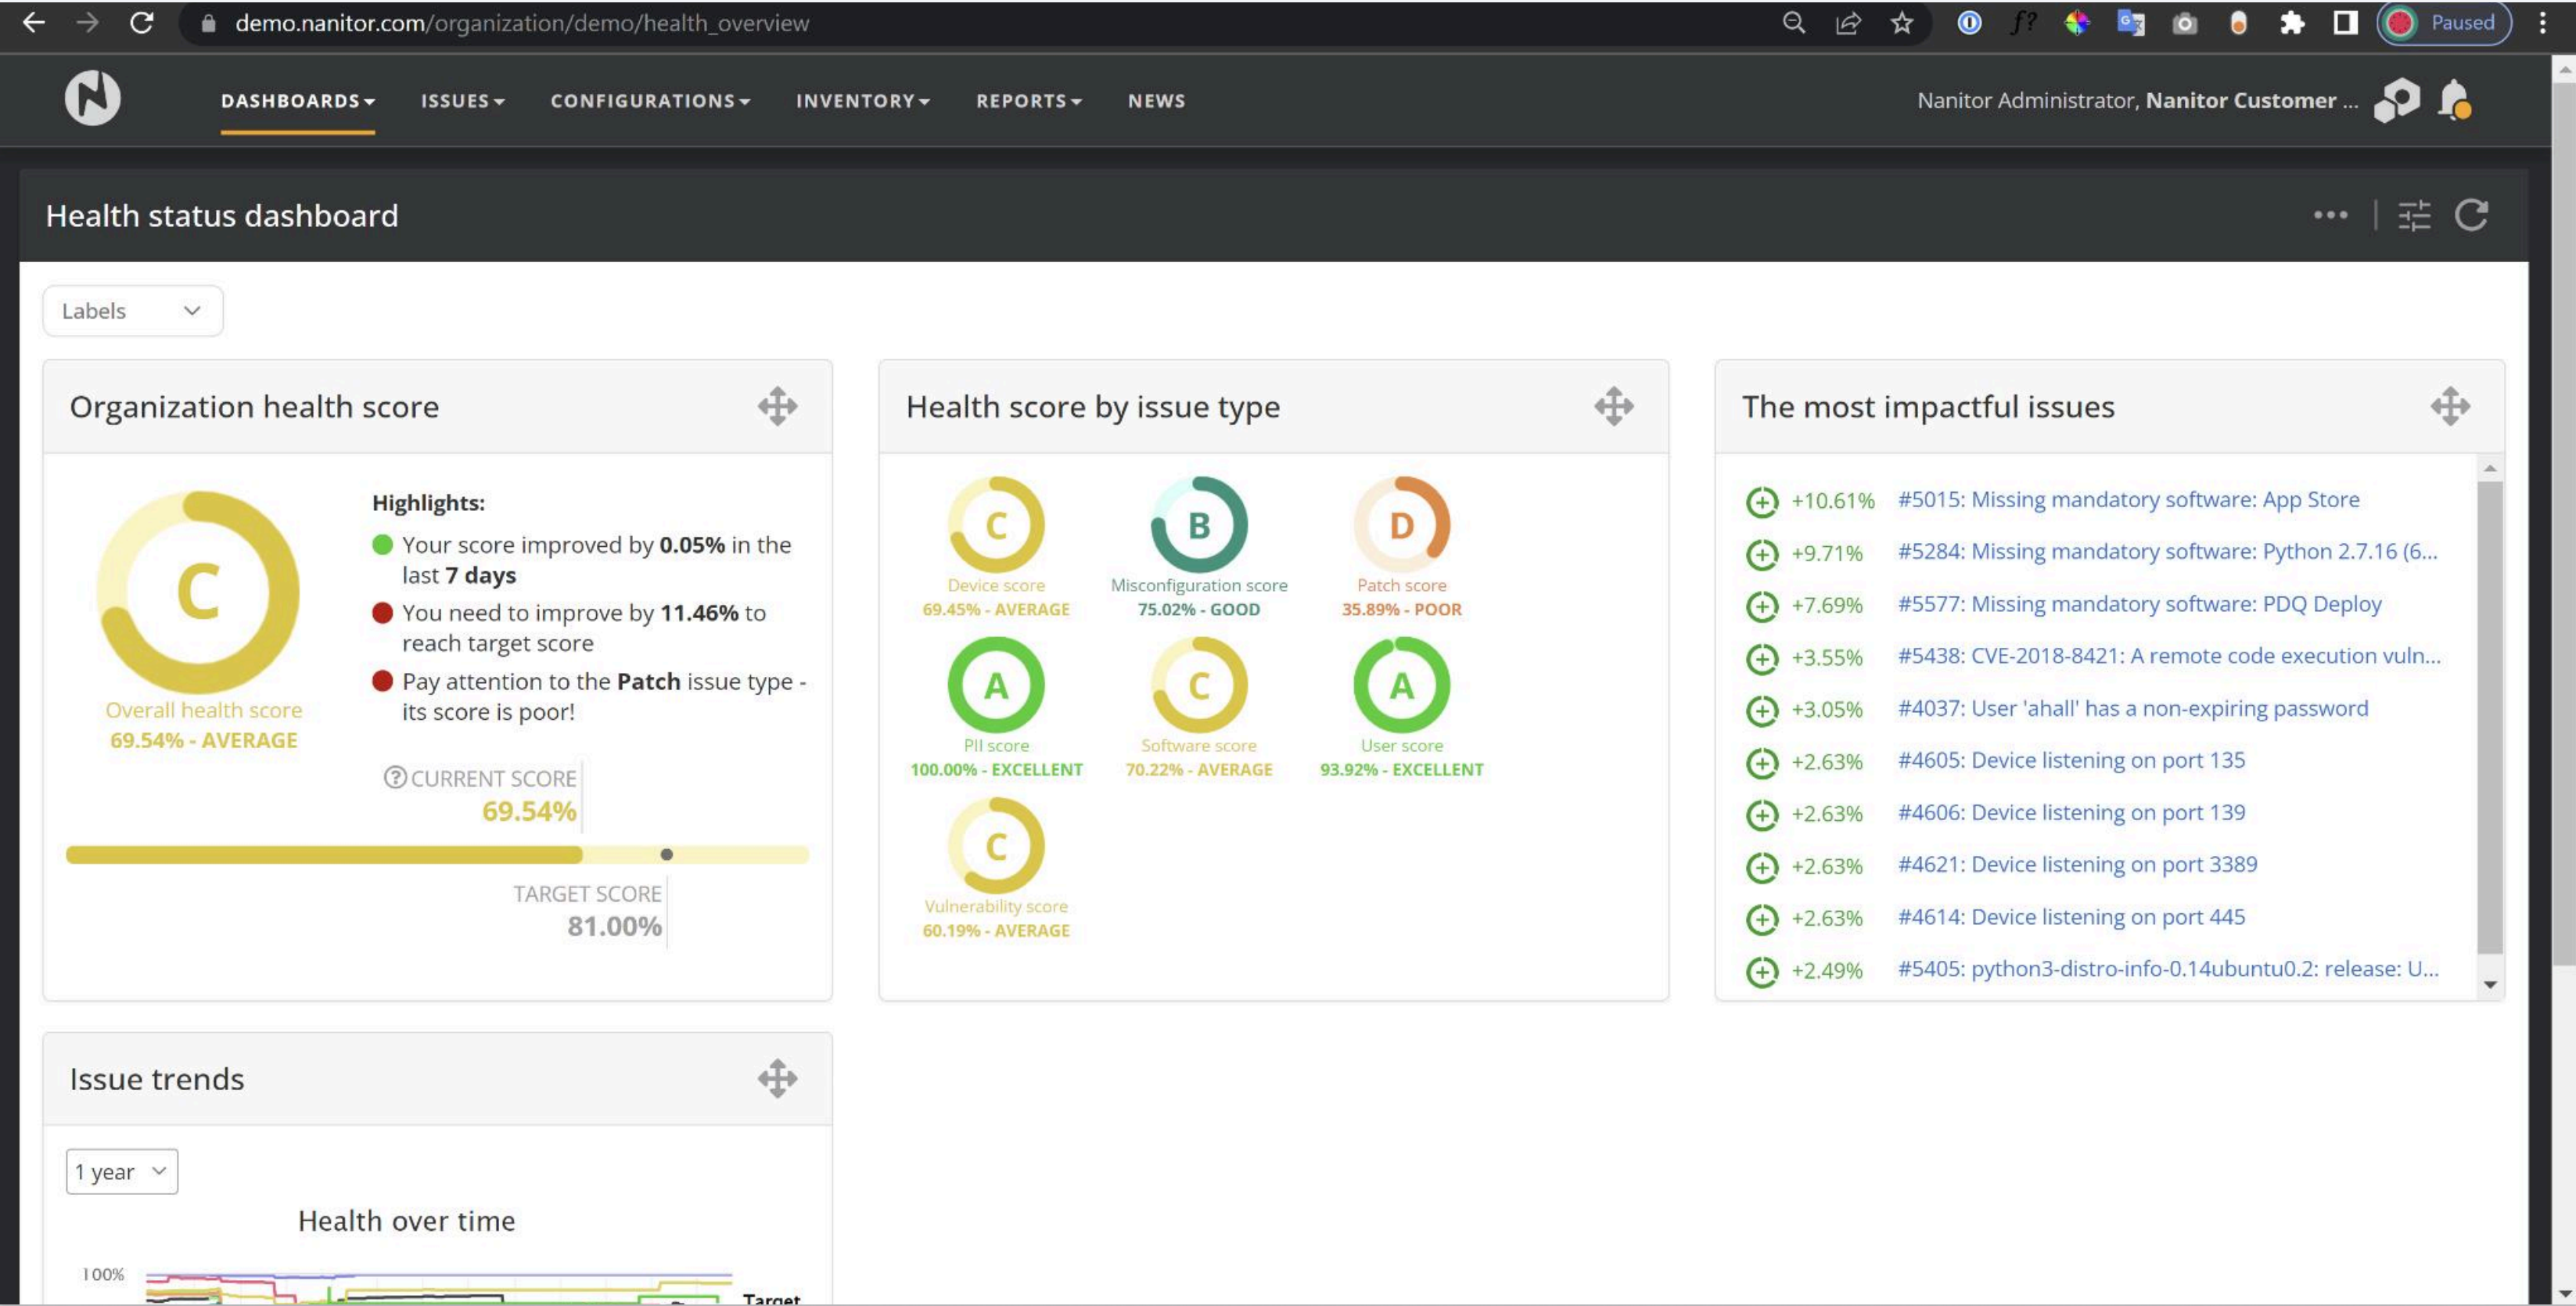 demo.nanitor.com/organization/demo/health_overview
Paused
DASHBOARDS
ISSUES
CONFIGURATIONS
INVENTORY
REPORTS
NEWS
Nanitor Administrator, Nanitor Customer ...
Health status dashboard
Labels
Organization health score
C
Overall health score
69.54% - AVERAGE
Highlights:
Your score improved by 0.05% in the
last 7 days
You need to improve by 11.46% to
reach target score
Pay attention to the Patch issue type -
its score is poor!
CURRENT SCORE
69.54%
TARGET SCORE
81.00%
Health score by issue type
C
Device score
69.45% - AVERAGE
B
Misconfiguration score
75.02% - GOOD
D
Patch score
35.89% - POOR
A
PII score
100.00% - EXCELLENT
C
Software score
70.22% - AVERAGE
A
User score
93.92% - EXCELLENT
C
Vulnerability score
60.19% - AVERAGE
The most impactful issues
+10.61% #5015: Missing mandatory software: App Store
+9.71% #5284: Missing mandatory software: Python 2.7.16 (6...
+7.69% #5577: Missing mandatory software: PDQ Deploy
+3.55% #5438: CVE-2018-8421: A remote code execution vuln...
+3.05% #4037: User 'ahall' has a non-expiring password
+2.63% #4605: Device listening on port 135
+2.63% #4606: Device listening on port 139
+2.63% #4621: Device listening on port 3389
+2.63% #4614: Device listening on port 445
+2.49% #5405: python3-distro-info-0.14ubuntu0.2: release: U...
Issue trends
1 year
Health over time
100%
Target